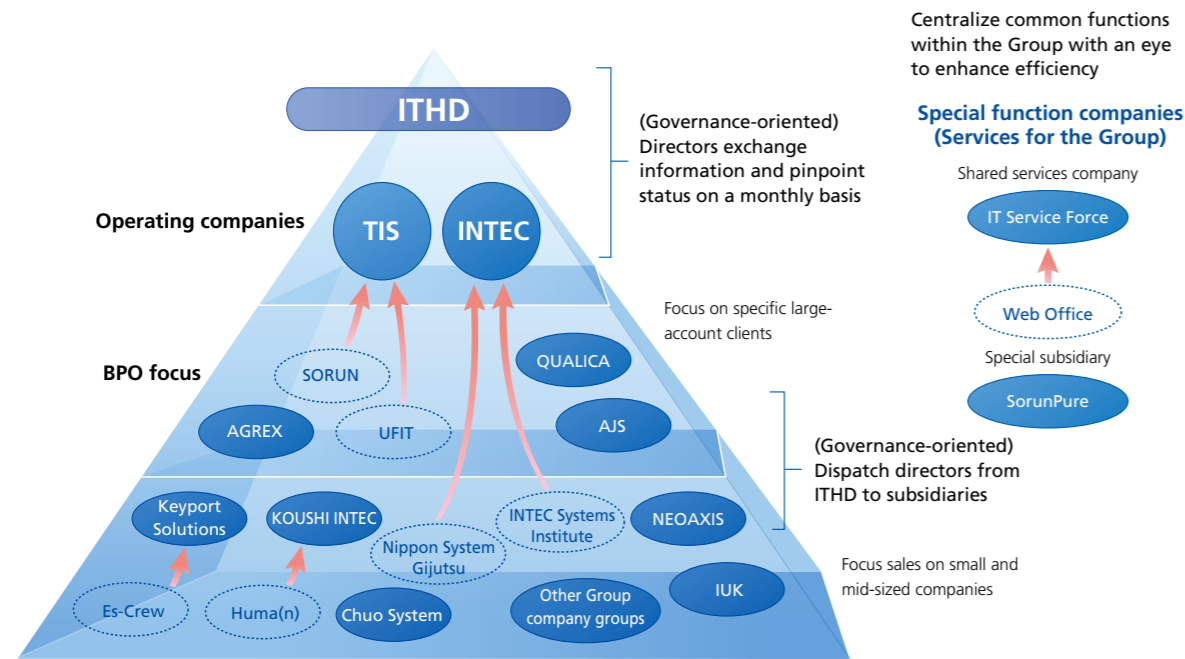 Centralize common functions
within the Group with an eye
to enhance efficiency
ITHD
(Governance-oriented)
Directors exchange
information and pinpoint
status on a monthly basis
Special function companies
(Services for the Group)
Shared services company
IT Service Force
Operating companies
TIS
INTEC
Web Office
Focus on specific large-
account clients
Special subsidiary
SorunPure
BPO focus
SORUN
QUALICA
AGREX
UFIT
AJS
(Governance-oriented)
Dispatch directors from
ITHD to subsidiaries
Keyport
Solutions
KOUSHI INTEC
Nippon System
Gijutsu
INTEC Systems
Institute
NEOAXIS
Focus sales on small and
mid-sized companies
Es-Crew
Huma(n)
Chuo System
Other Group
company groups
IUK